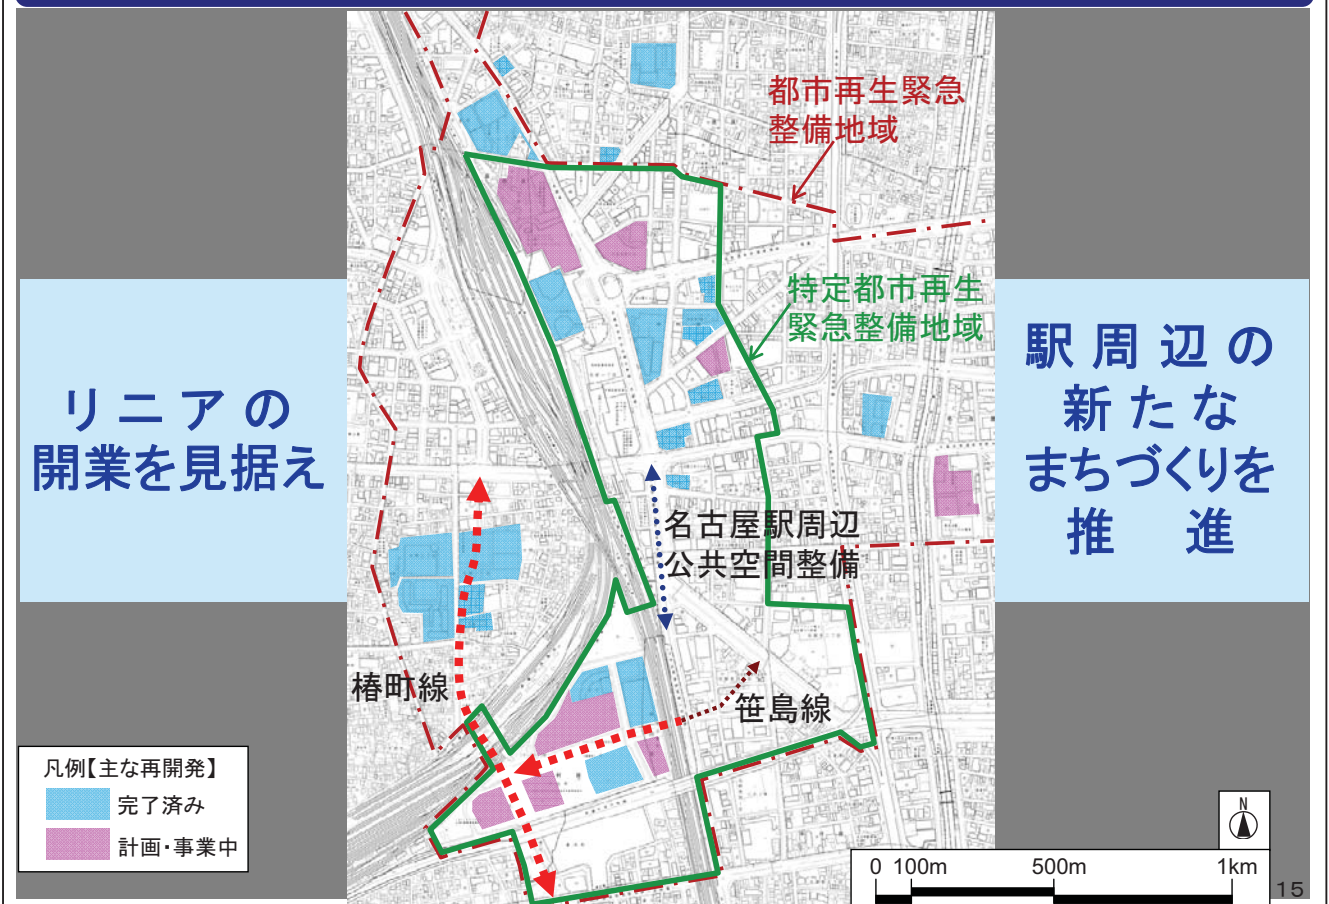 都市再生緊急
整備地域
特定都市再生
緊急整備地域
リニアの
開業を見据え
駅周辺の
新たな
まちづくりを
推進
名古屋駅周辺
公共空間整備
椿町線
笹島線
凡例【主な再開発】
完了済み
計画・事業中
N
0 100m 500m 1km
15